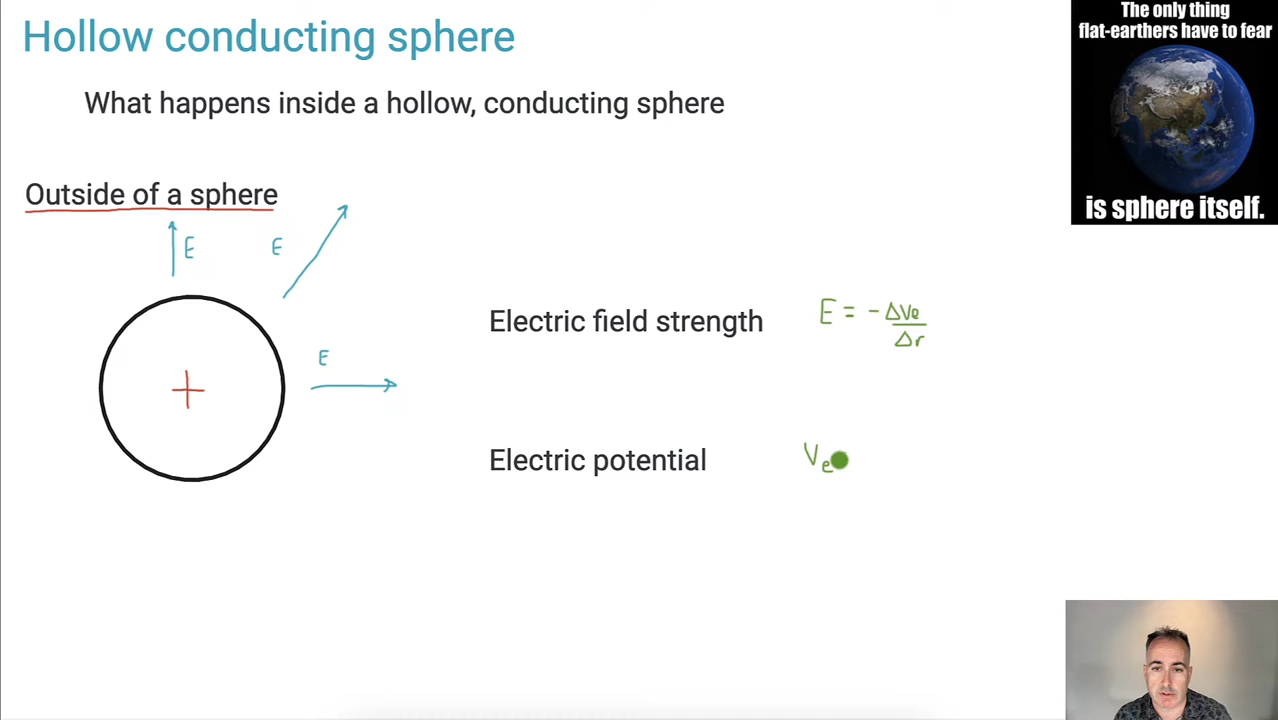 Hollow conducting sphere
The only thing
flat-earthers have to fear
is sphere itself.
What happens inside a hollow, conducting sphere
Outside of a sphere
E
E
E
Electric field strength
E = - ΔVe
Δr
Electric potential
Ve